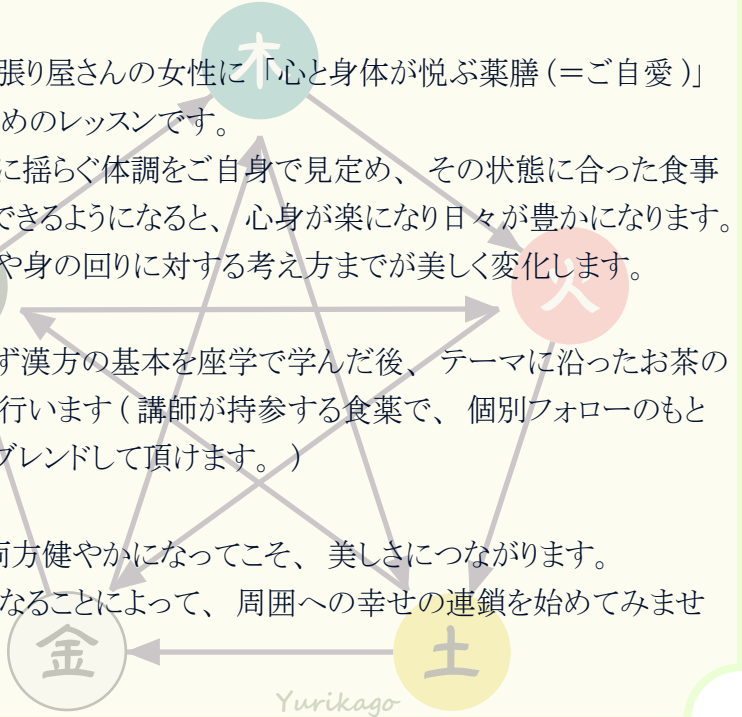 張り屋さんの女性に「心と身体が悦ぶ薬膳(=ご自愛)」
めのレッスンです。
に揺らぐ体調をご自身で見定め、その状態に合った食事
できるようになると、心身が楽になり日々が豊かになります。
や身の回りに対する考え方までが美しく変化します。
ず漢方の基本を座学で学んだ後、テーマに沿ったお茶の
行います(講師が持参する食薬で、個別フォローのもと
ブレンドして頂けます。)
両方健やかになってこそ、美しさにつながります。
なることによって、周囲への幸せの連鎖を始めてみませ
木
火
金
土
Yurikago